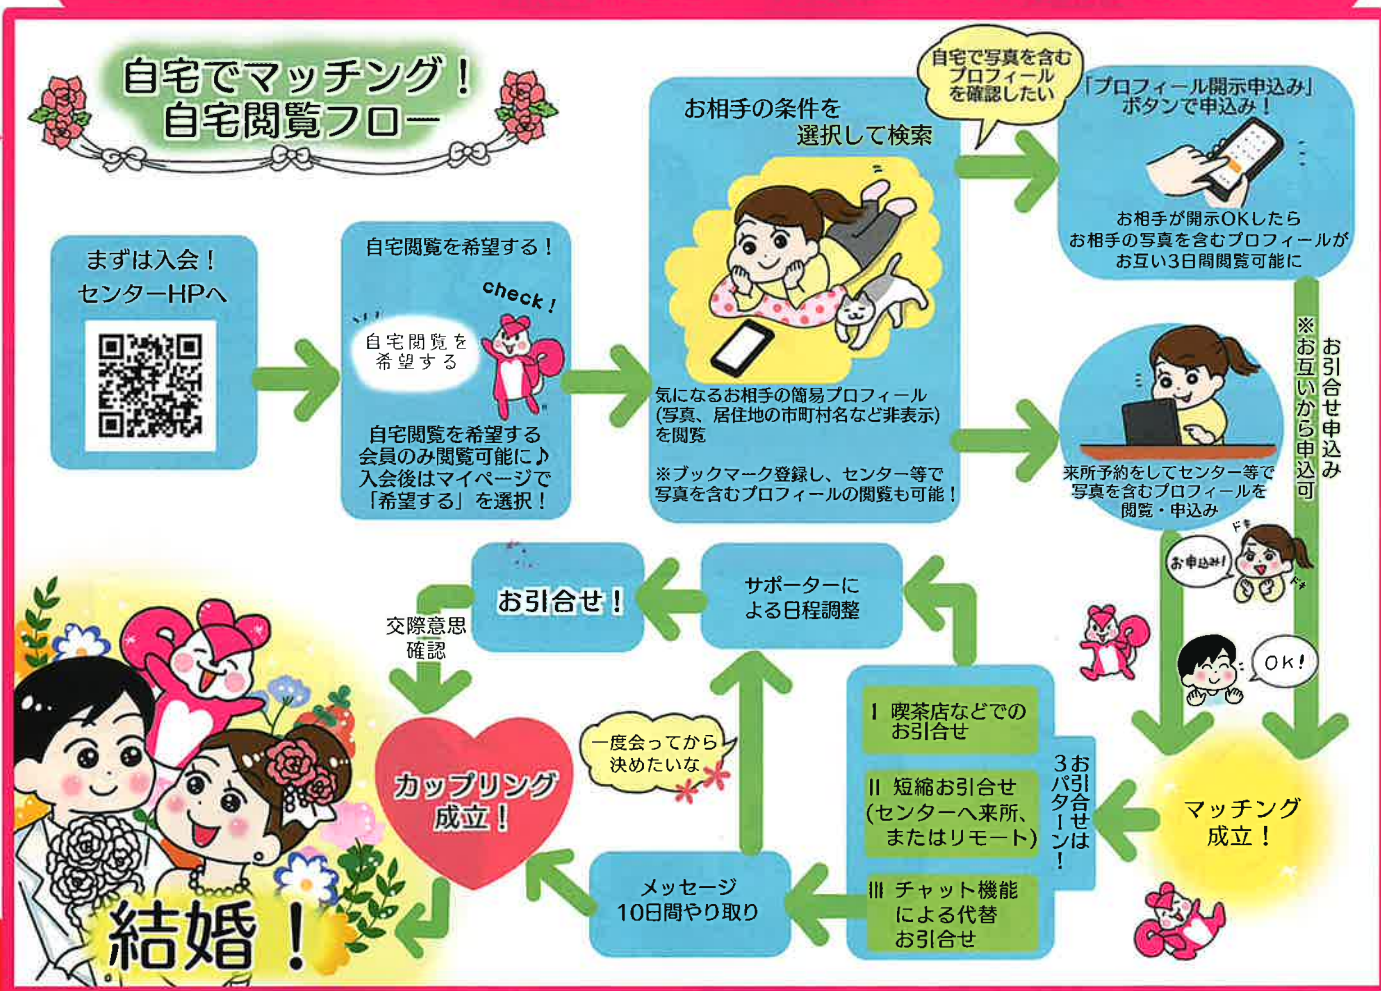 自宅でマッチング！
自宅閲覧フロー
まずは入会！
センターHPへ
自宅閲覧を希望する！
check！
自宅閲覧を
希望する
自宅閲覧を希望する
会員のみ閲覧可能に♪
入会後はマイページで
「希望する」を選択！
お相手の条件を
選択して検索
気になるお相手の簡易プロフィール
(写真、居住地の市町村名など非表示)
を閲覧
※ブックマーク登録し、センター等で
写真を含むプロフィールの閲覧も可能！
自宅で写真を含む
プロフィール
を確認したい
「プロフィール開示申込み」
ボタンで申込み！
お相手が開示OKしたら
お相手の写真を含むプロフィールが
お互い3日間閲覧可能に
来所予約をしてセンター等で
写真を含むプロフィールを
閲覧・申込み
お引合せ申込み
※お互いから申込可
ドキ
お申込み!
ドキ
OK!
マッチング
成立！
お引合せは
3パターン！
Ⅰ 喫茶店などでの
お引合せ
Ⅱ 短縮お引合せ
(センターへ来所、
またはリモート)
Ⅲ チャット機能
による代替
お引合せ
サポーターに
よる日程調整
お引合せ！
交際意思
確認
メッセージ
10日間やり取り
一度会ってから
決めたいな
カップリング
成立！
結婚！